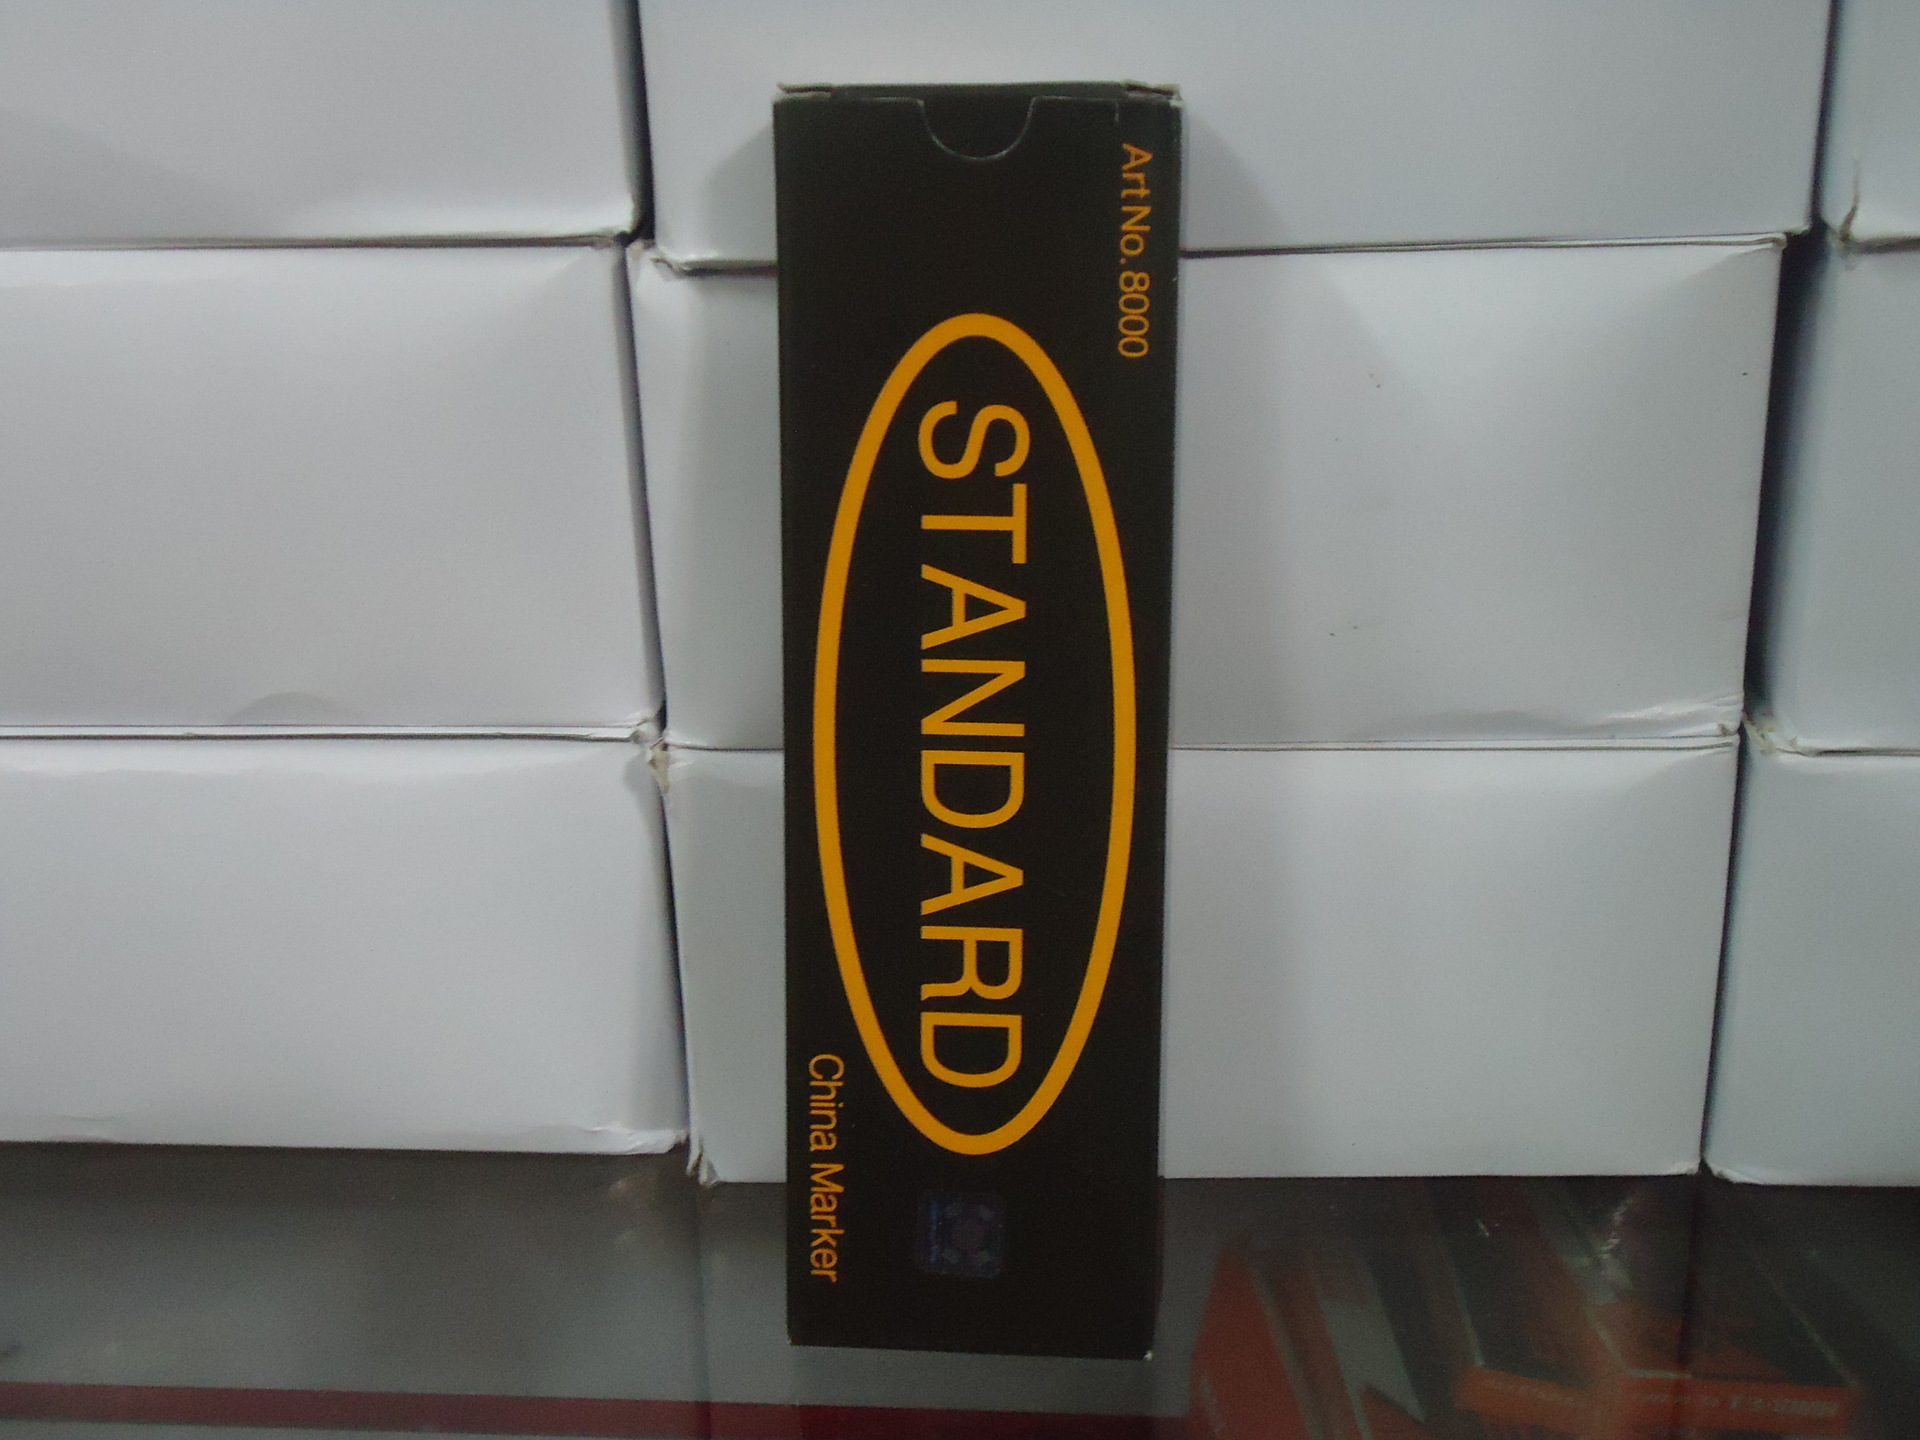 Art No. 8000
STANDARD
China Marker